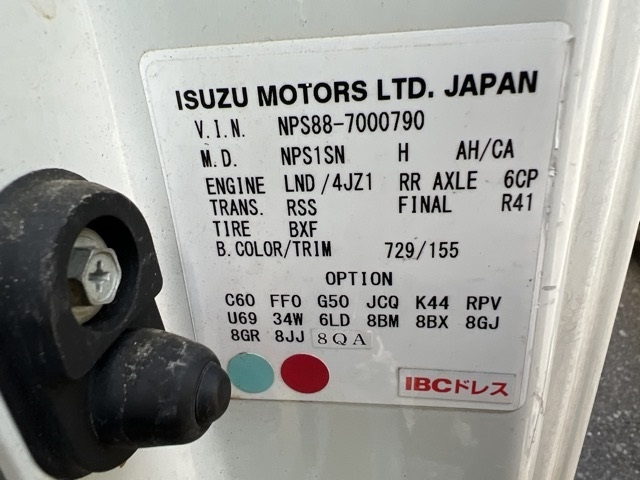 ISUZU MOTORS LTD. JAPAN
V.I.N. NPS88-7000790
M.D. NPS1SN H AH/CA
ENGINE LND/4JZ1 RR AXLE 6CP
TRANS. RSS FINAL R41
TIRE BXF
B.COLOR/TRIM 729/155
OPTION
C60 FF0 G50 JCQ K44 RPV
U69 34W 6LD 8BM 8BX 8GJ
8GR 8JJ 8QA
IBCドレス